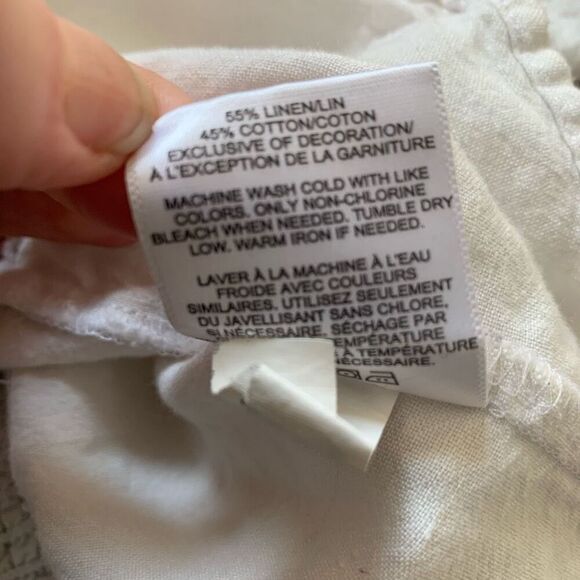 55% LINEN/LIN
45% COTTON/COTON
EXCLUSIVE OF DECORATION/
À L'EXCEPTION DE LA GARNITURE
MACHINE WASH COLD WITH LIKE
COLORS. ONLY NON-CHLORINE
BLEACH WHEN NEEDED. TUMBLE DRY
LOW. WARM IRON IF NEEDED.
LAVER À LA MACHINE À L'EAU
FROIDE AVEC COULEURS
SIMILAIRES. UTILISEZ SEULEMENT
DU JAVELLISANT SANS CHLORE,
SI NÉCESSAIRE. SÉCHAGE PAR
TEMPÉRATURE
À TEMPÉRATURE
NÉCESSAIRE.